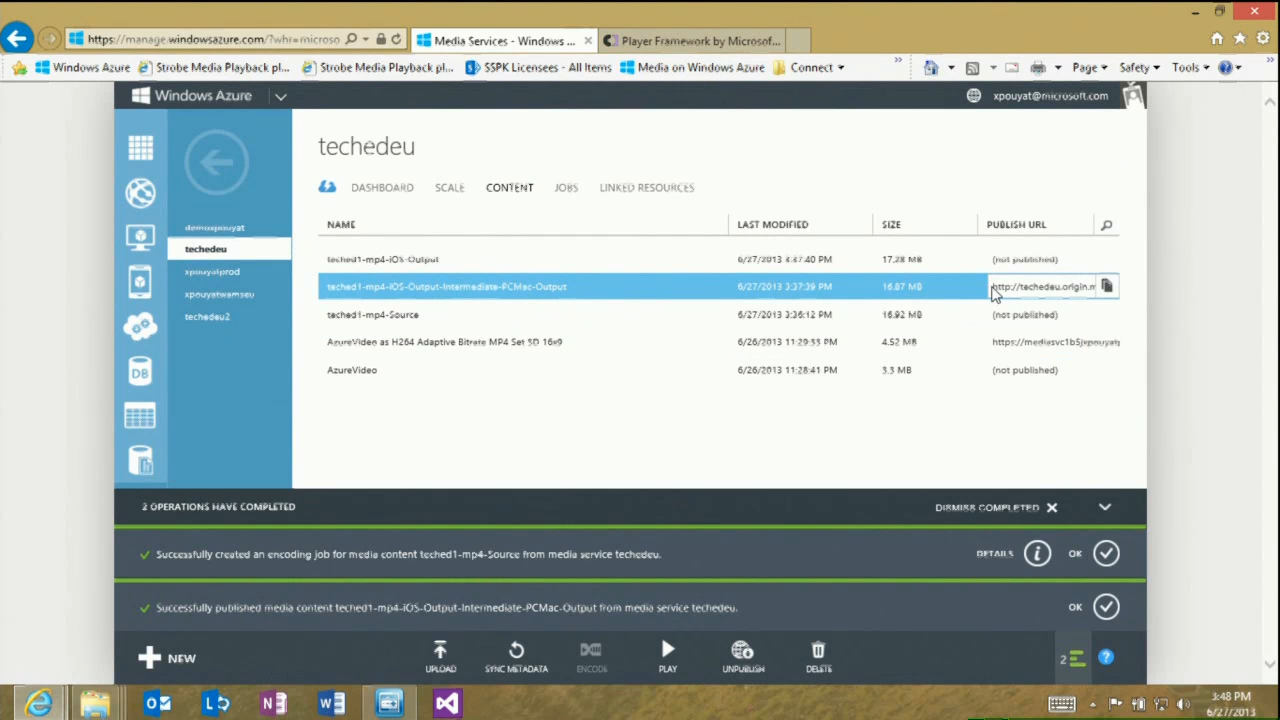 https://manage.windowsazure.com/?whr=microso
Media Services - Windows ...
Player Framework by Microsof...
Windows Azure
Strobe Media Playback pl...
Strobe Media Playback pl...
SSPK Licensees - All Items
Media on Windows Azure
Connect
»
Page
Safety
Tools
»
Windows Azure
xpouyat@microsoft.com
techedeu
DASHBOARD SCALE CONTENT JOBS LINKED RESOURCES
demoxpouyat
techedeu
xpouyatprod
xpouyatwamseu
techedeu2
NAME LAST MODIFIED SIZE PUBLISH URL
teched1-mp4-iOS-Output 6/27/2013 3:37:40 PM 17.28 MB (not published)
teched1-mp4-iOS-Output-Intermediate-PCMac-Output 6/27/2013 3:37:39 PM 16.87 MB http://techedeu.origin.m
teched1-mp4-Source 6/27/2013 3:36:12 PM 16.92 MB (not published)
AzureVideo as H264 Adaptive Bitrate MP4 Set SD 16x9 6/26/2013 11:29:33 PM 4.52 MB https://mediasvc1b5jxpouyatp
AzureVideo 6/26/2013 11:28:41 PM 3.3 MB (not published)
2 OPERATIONS HAVE COMPLETED DISMISS COMPLETED
Successfully created an encoding job for media content teched1-mp4-Source from media service techedeu. DETAILS OK
Successfully published media content teched1-mp4-iOS-Output-Intermediate-PCMac-Output from media service techedeu. OK
NEW
UPLOAD SYNC METADATA ENCODE PLAY UNPUBLISH DELETE
2
3:48 PM
6/27/2013